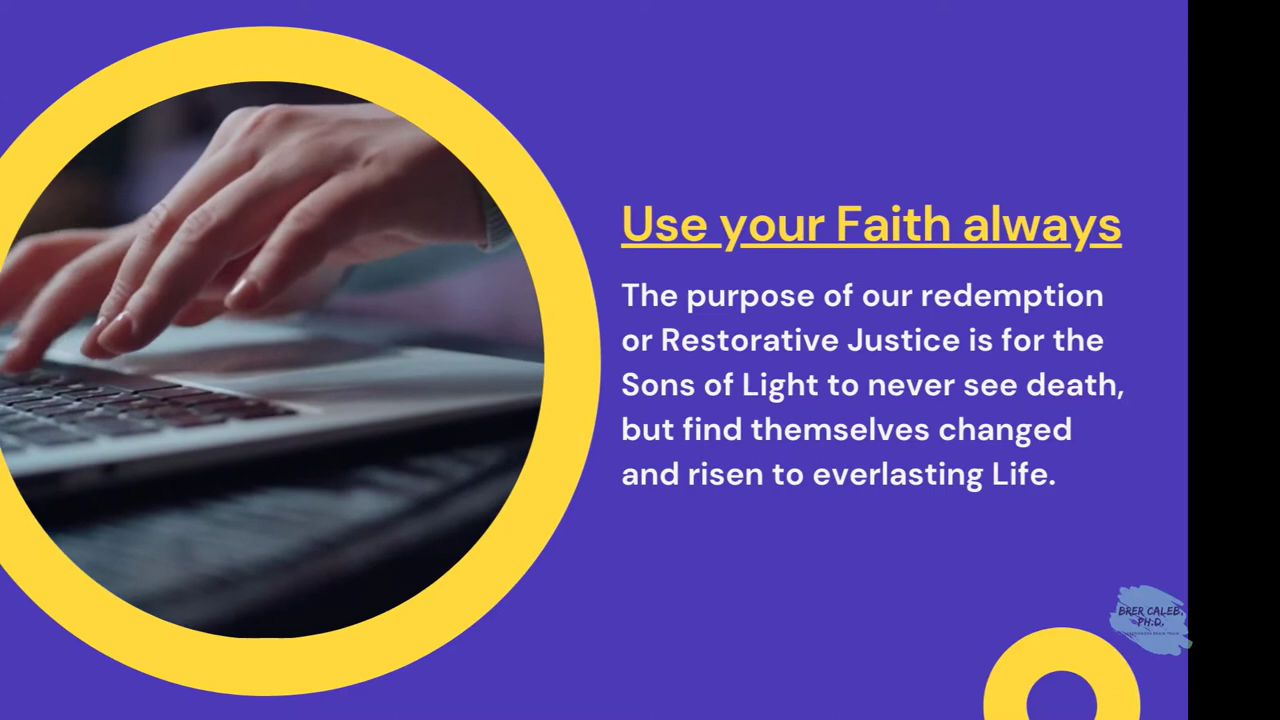 Use your Faith always
The purpose of our redemption
or Restorative Justice is for the
Sons of Light to never see death,
but find themselves changed
and risen to everlasting Life.
BRER CALEB,
PH.D.